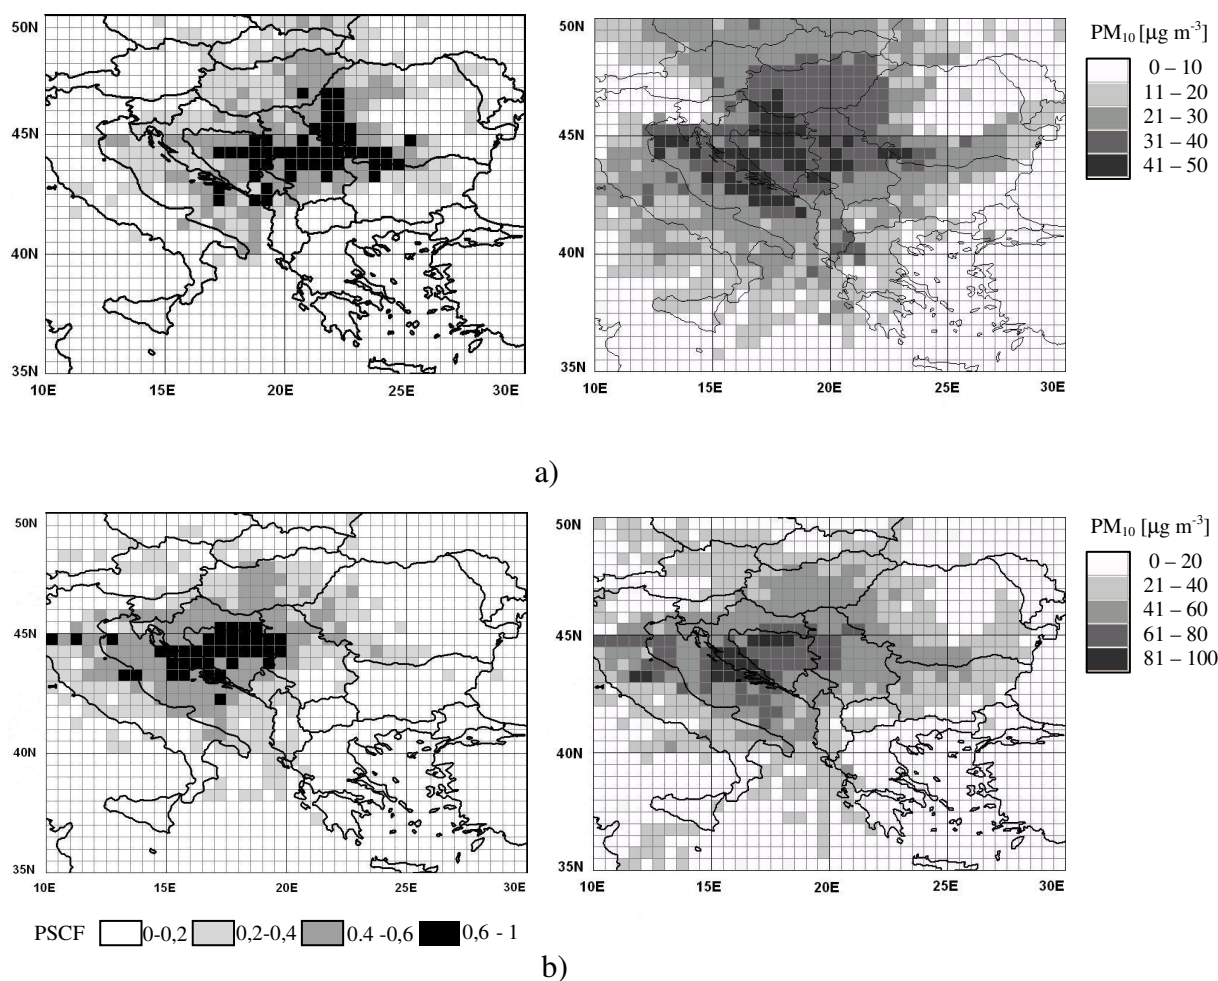 50N
45N
40N
35N
10E 15E 20E 25E 30E
50N
45N
40N
35N
10E 15E 20E 25E 30E
PM₁₀ [µg m⁻³]
0 – 10
11 – 20
21 – 30
31 – 40
41 – 50
a)
50N
45N
40N
35N
10E 15E 20E 25E 30E
50N
45N
40N
35N
10E 15E 20E 25E 30E
PM₁₀ [µg m⁻³]
0 – 20
21 – 40
41 – 60
61 – 80
81 – 100
PSCF 0-0,2 0,2-0,4 0.4 -0,6 0,6 - 1
b)